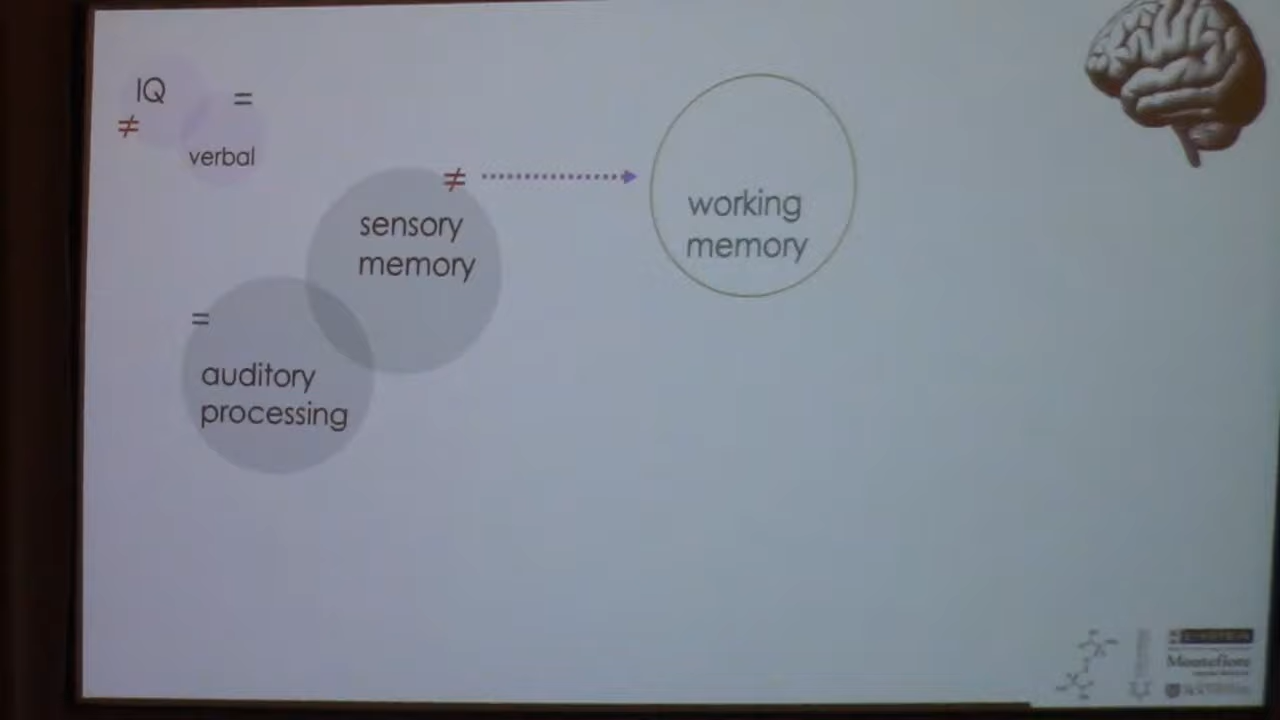 IQ
=
≠
verbal
≠
sensory
memory
working
memory
=
auditory
processing
Montefiore